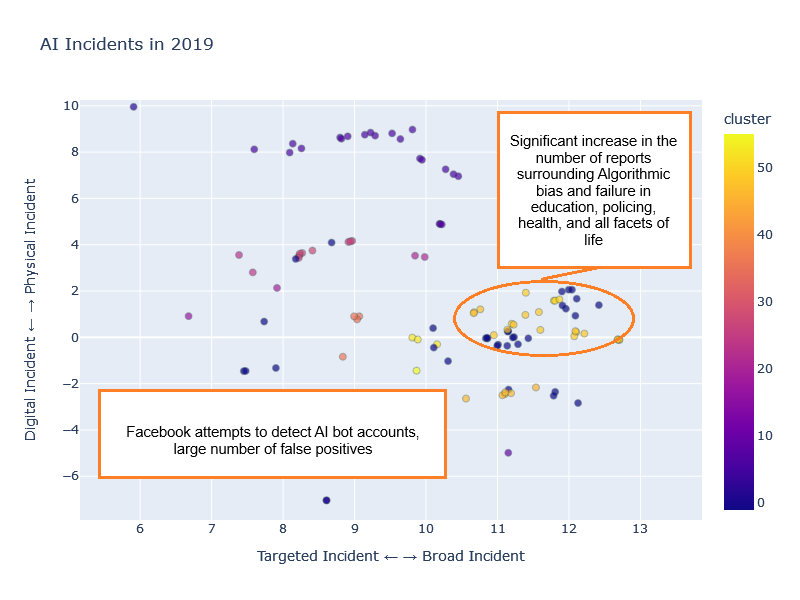 AI Incidents in 2019
cluster
10
8
6
4
2
0
−2
−4
−6
Digital Incident ← → Physical Incident
Significant increase in the
number of reports
surrounding Algorithmic
bias and failure in
education, policing,
health, and all facets of
life
Facebook attempts to detect AI bot accounts,
large number of false positives
50
40
30
20
10
0
6 7 8 9 10 11 12 13
Targeted Incident ← → Broad Incident